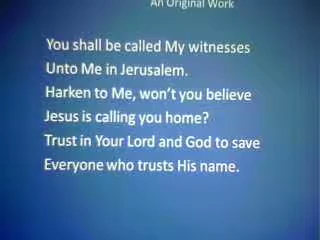 An Original Work
You shall be called My witnesses
Unto Me in Jerusalem.
Harken to Me, won't you believe
Jesus is calling you home?
Trust in Your Lord and God to save
Everyone who trusts His name.